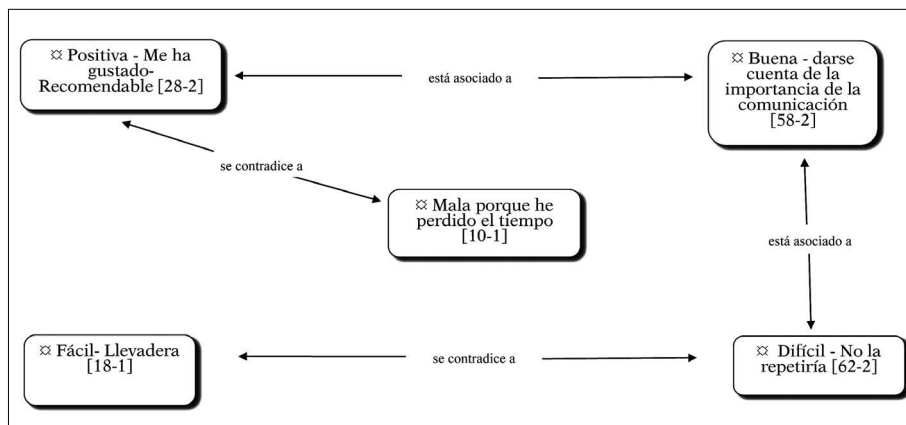 ¤ Positiva - Me ha
gustado-
Recomendable [28-2]
está asociado a
¤ Buena - darse
cuenta de la
importancia de la
comunicación
[58-2]
se contradice a
¤ Mala porque he
perdido el tiempo
[10-1]
está asociado a
¤ Fácil- Llevadera
[18-1]
se contradice a
¤ Difícil - No la
repetiría [62-2]